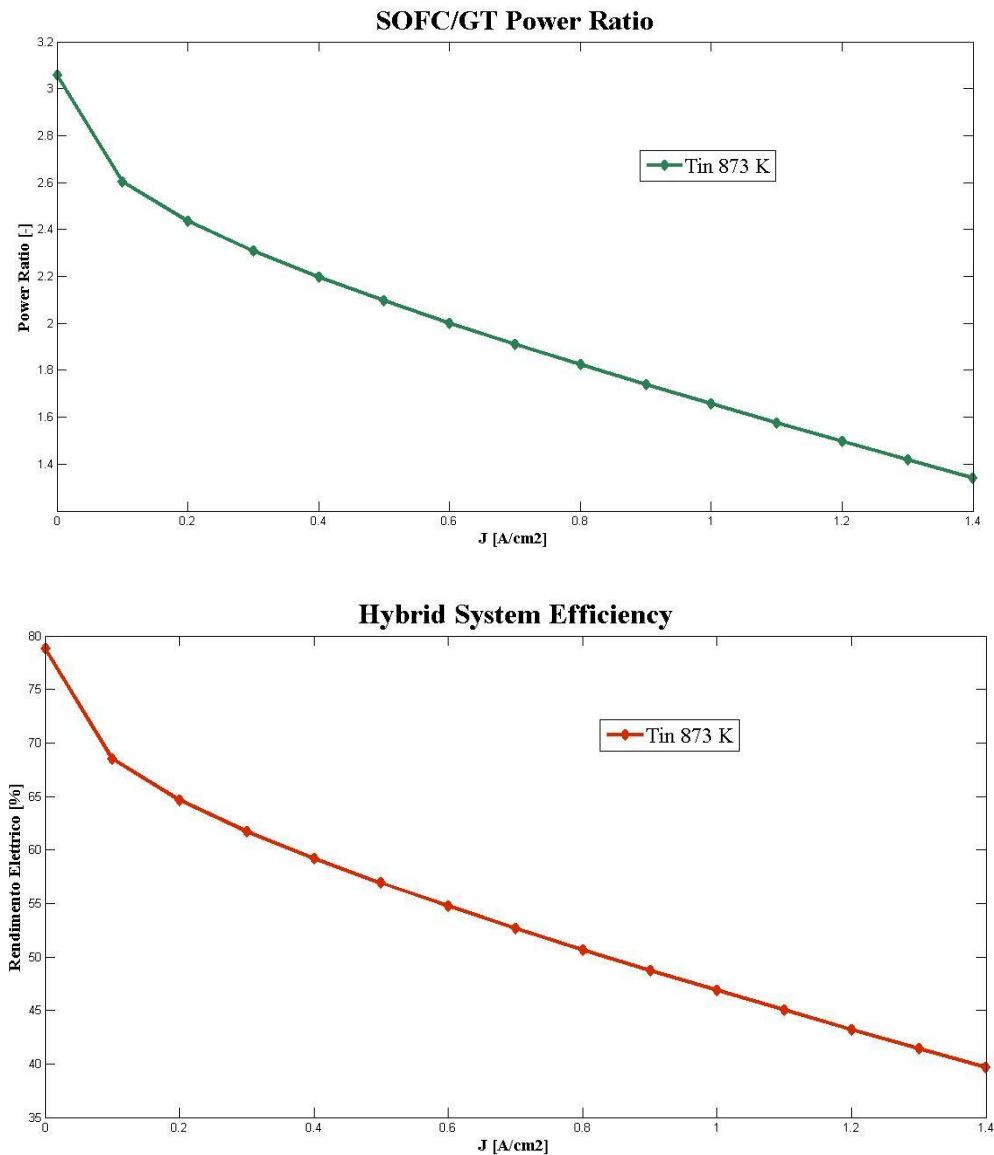 SOFC/GT Power Ratio
3.2
3
2.8
2.6
2.4
2.2
2
1.8
1.6
1.4
Power Ratio [-]
Tin 873 K
0 0.2 0.4 0.6 0.8 1 1.2 1.4
J [A/cm2]
Hybrid System Efficiency
80
75
70
65
60
55
50
45
40
35
Rendimento Elettrico [%]
Tin 873 K
0 0.2 0.4 0.6 0.8 1 1.2 1.4
J [A/cm2]